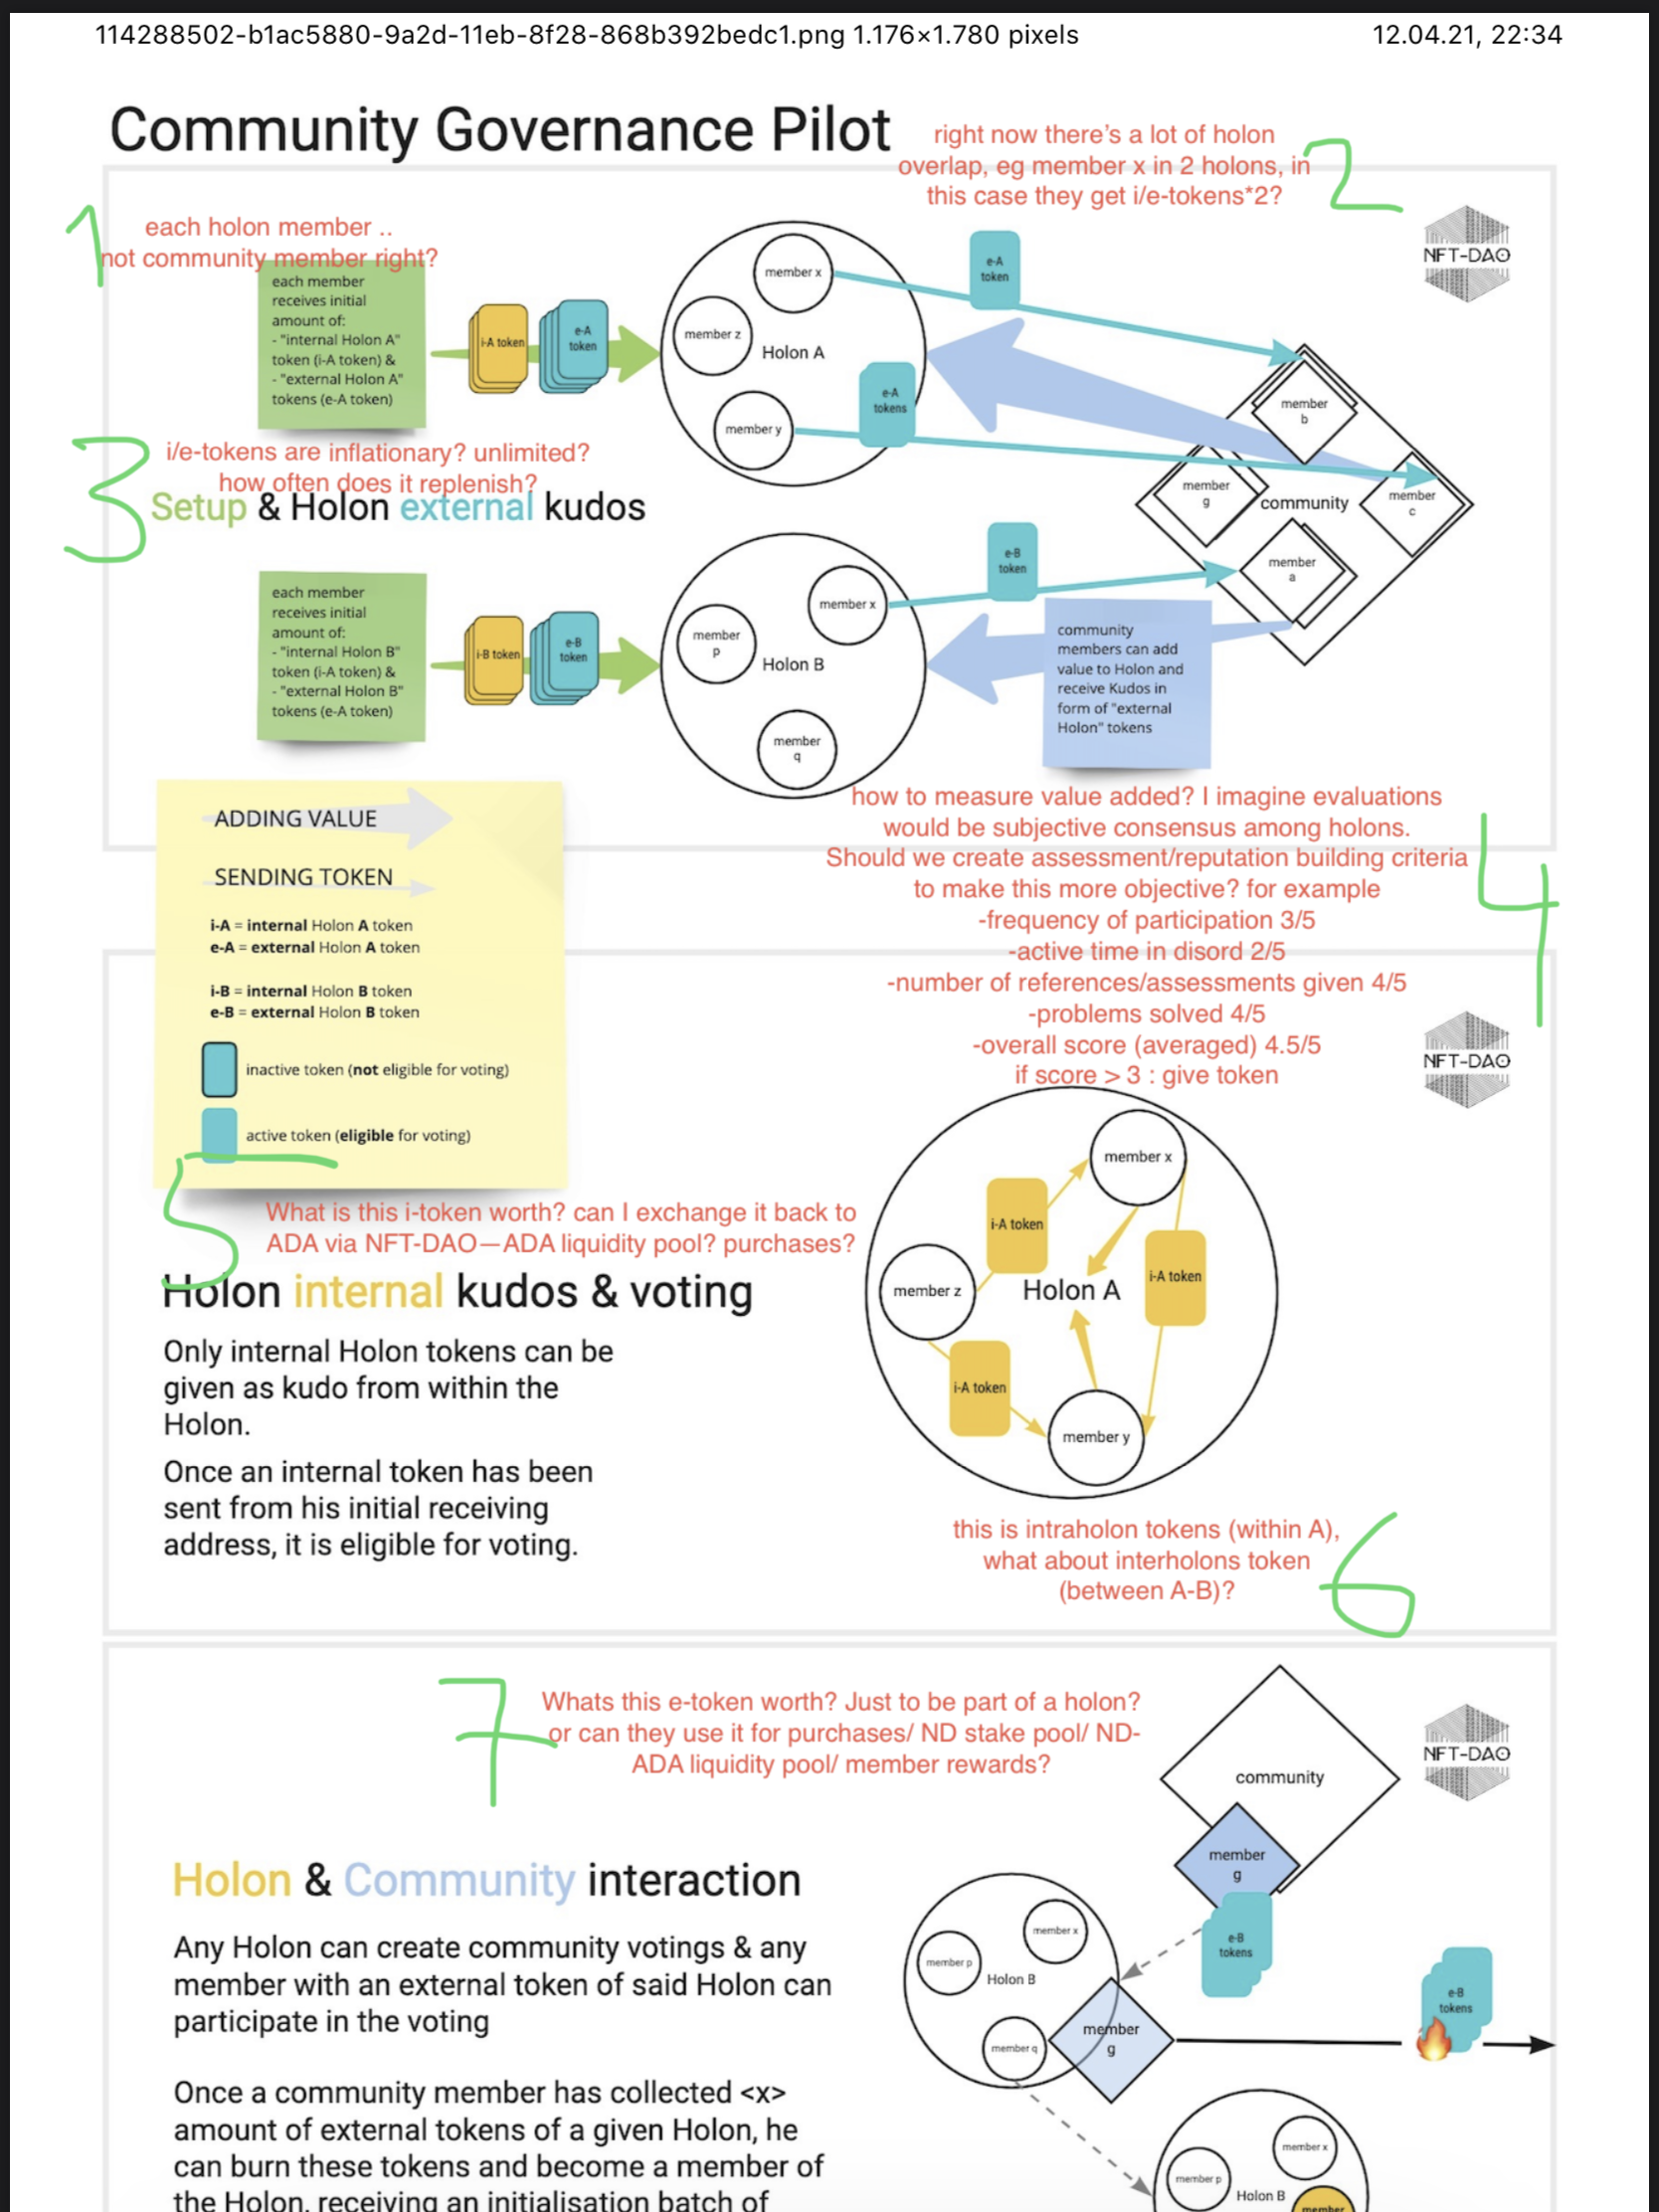 114288502-b1ac5880-9a2d-11eb-8f28-868b392bedc1.png 1.176×1.780 pixels
12.04.21, 22:34
Community Governance Pilot
right now there's a lot of holon
overlap, eg member x in 2 holons, in
this case they get i/e-tokens*2?
2
1
each holon member ..
not community member right?
NFT-DAO
each member
receives initial
amount of:
- "internal Holon A"
token (i-A token) &
- "external Holon A"
tokens (e-A token)
i-A token
e-A
token
member x
member z
Holon A
member y
e-A
token
e-A
tokens
member
b
member
g
community
member
c
member
a
3
i/e-tokens are inflationary? unlimited?
how often does it replenish?
Setup & Holon external kudos
each member
receives initial
amount of:
- "internal Holon B"
token (i-A token) &
- "external Holon B"
tokens (e-A token)
i-B token
e-B
token
member x
member
p
Holon B
member
q
e-B
token
community
members can add
value to Holon and
receive Kudos in
form of "external
Holon" tokens
ADDING VALUE
SENDING TOKEN
i-A = internal Holon A token
e-A = external Holon A token
i-B = internal Holon B token
e-B = external Holon B token
inactive token (not eligible for voting)
active token (eligible for voting)
how to measure value added? I imagine evaluations
would be subjective consensus among holons.
Should we create assessment/reputation building criteria
to make this more objective? for example
-frequency of participation 3/5
-active time in disord 2/5
-number of references/assessments given 4/5
-problems solved 4/5
-overall score (averaged) 4.5/5
if score > 3 : give token
4
NFT-DAO
5
What is this i-token worth? can I exchange it back to
ADA via NFT-DAO—ADA liquidity pool? purchases?
Holon internal kudos & voting
Only internal Holon tokens can be
given as kudo from within the
Holon.
Once an internal token has been
sent from his initial receiving
address, it is eligible for voting.
member x
i-A token
i-A token
member z
Holon A
i-A token
member y
this is intraholon tokens (within A),
what about interholons token
(between A-B)?
6
7
Whats this e-token worth? Just to be part of a holon?
or can they use it for purchases/ ND stake pool/ ND-
ADA liquidity pool/ member rewards?
NFT-DAO
community
member
g
e-B
tokens
Holon & Community interaction
Any Holon can create community votings & any
member with an external token of said Holon can
participate in the voting
Once a community member has collected <x>
amount of external tokens of a given Holon, he
can burn these tokens and become a member of
the Holon, receiving an initialisation batch of
member x
member p
Holon B
member q
member
g
e-B
tokens
member x
member p
Holon B
member